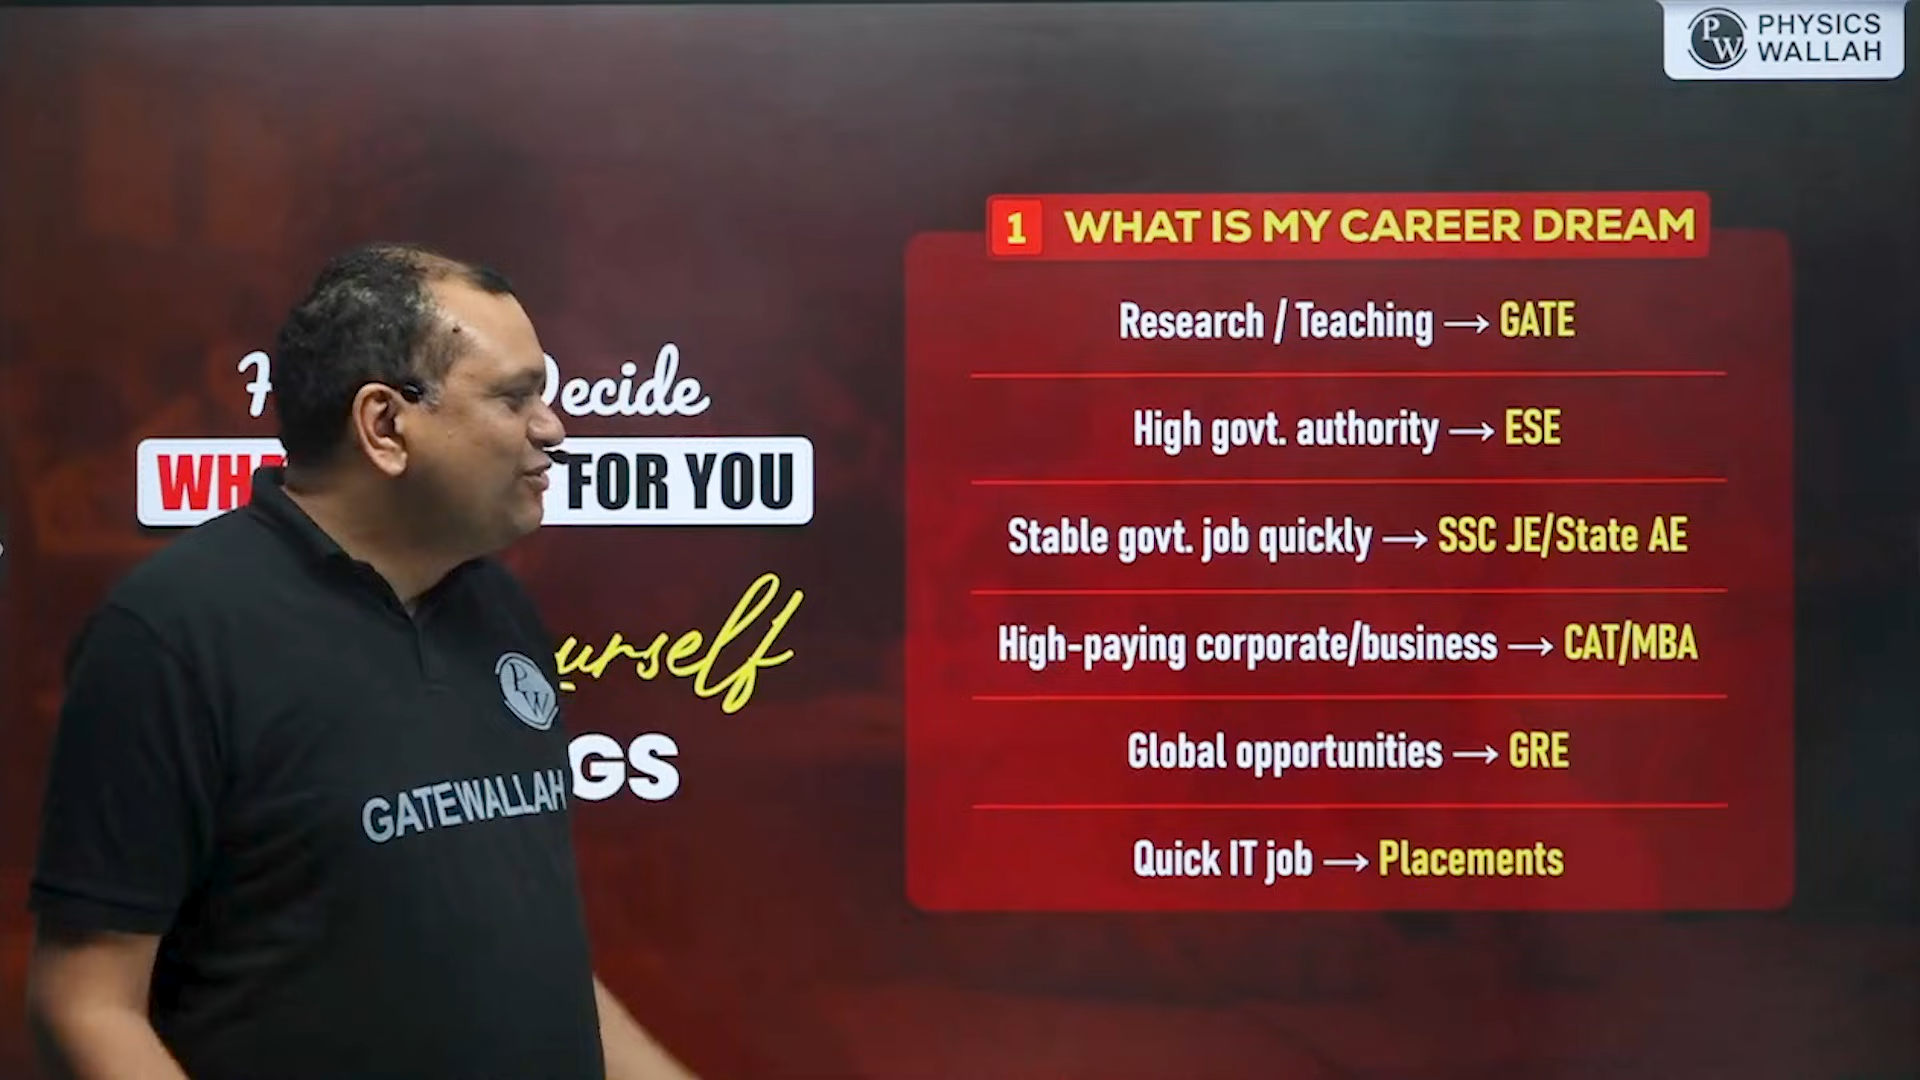 PHYSICS
WALLAH
PW
1 WHAT IS MY CAREER DREAM
Research / Teaching → GATE
High govt. authority → ESE
Stable govt. job quickly → SSC JE/State AE
High-paying corporate/business → CAT/MBA
Global opportunities → GRE
Quick IT job → Placements
Decide
FOR YOU
PW
GATEWALLAH